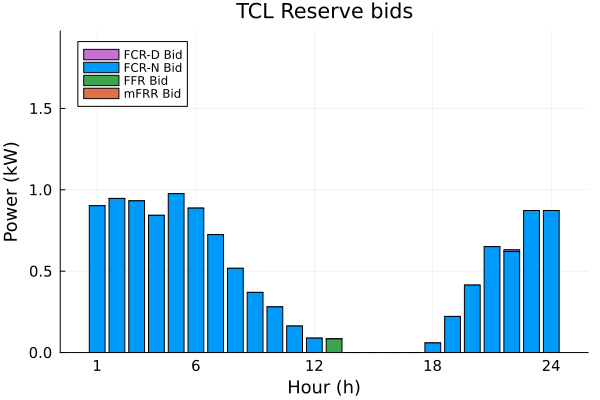 TCL Reserve bids
FCR-D Bid
FCR-N Bid
FFR Bid
mFRR Bid
Power (kW)
1.5
1.0
0.5
0.0
1 6 12 18 24
Hour (h)